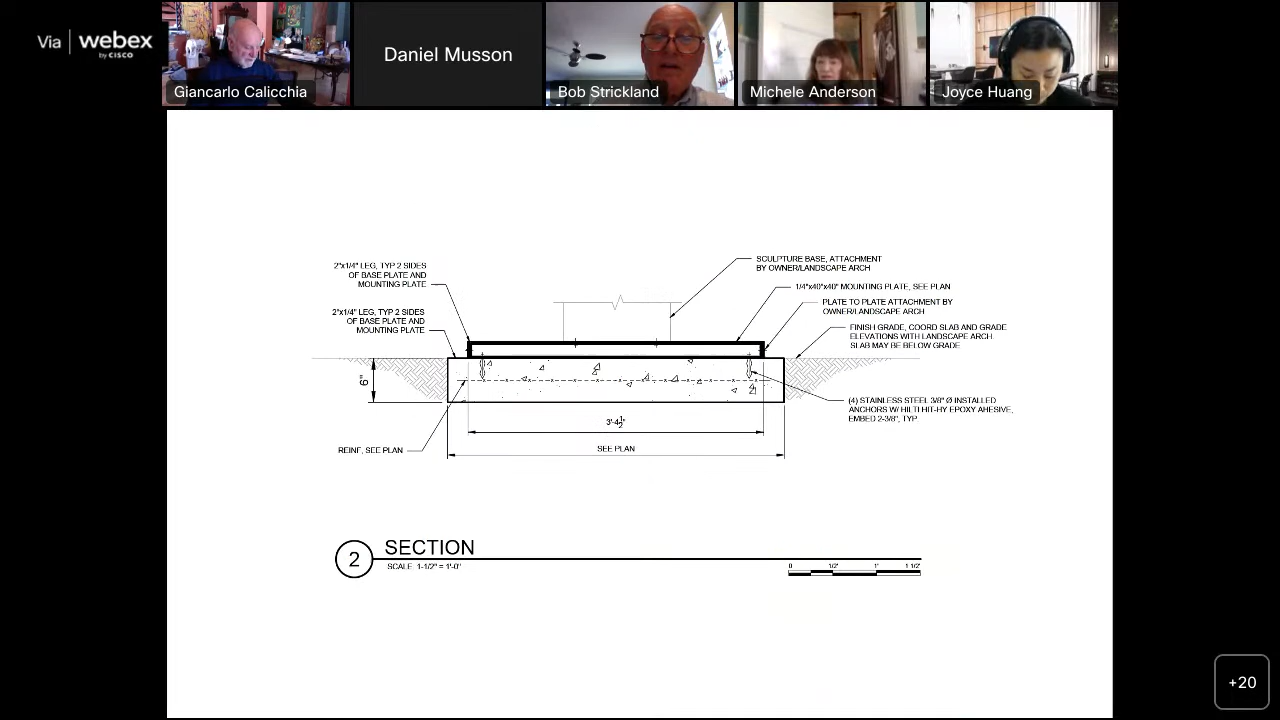 Via webex
by CISCO
Giancarlo Calicchia
Daniel Musson
Bob Strickland
Michele Anderson
Joyce Huang
SCULPTURE BASE, ATTACHMENT
BY OWNER/LANDSCAPE ARCH
2"x1/4" LEG, TYP 2 SIDES
OF BASE PLATE AND
MOUNTING PLATE
1/4"x40"x40" MOUNTING PLATE, SEE PLAN
PLATE TO PLATE ATTACHMENT BY
OWNER/LANDSCAPE ARCH
2"x1/4" LEG, TYP 2 SIDES
OF BASE PLATE AND
MOUNTING PLATE
FINISH GRADE, COORD SLAB AND GRADE
ELEVATIONS WITH LANDSCAPE ARCH
SLAB MAY BE BELOW GRADE
6"
(4) STAINLESS STEEL 3/8" Ø INSTALLED
ANCHORS W/ HILTI HIT-HY EPOXY AHESIVE,
EMBED 2-3/8", TYP
3'-4 1/2"
REINF, SEE PLAN
SEE PLAN
2
SECTION
SCALE: 1-1/2" = 1'-0"
0 1/2' 1' 1 1/2'
+20